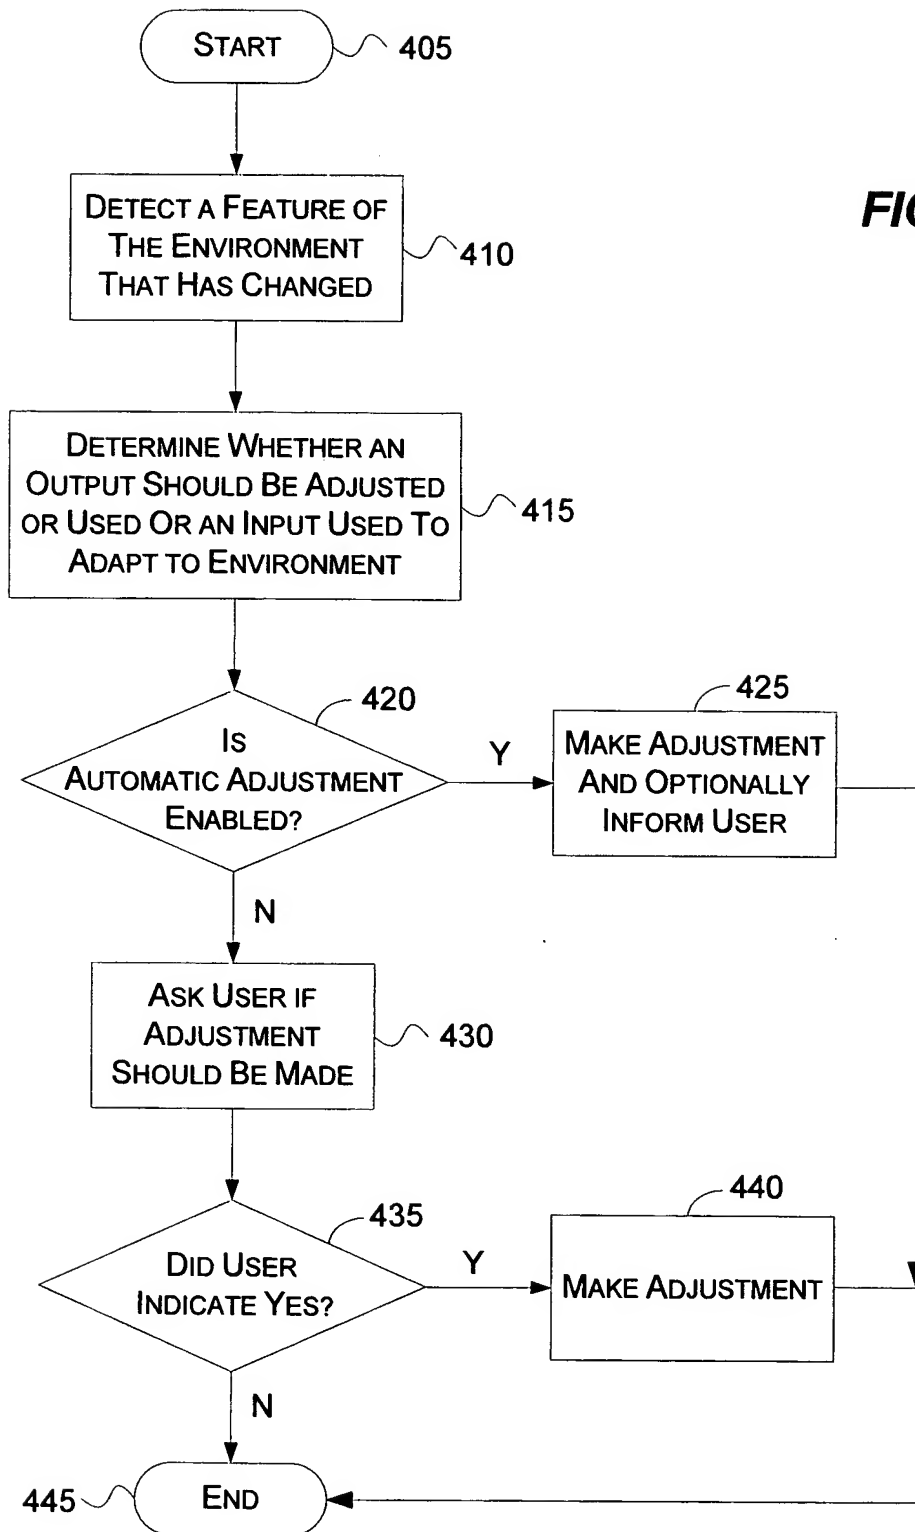 START
405
DETECT A FEATURE OF
THE ENVIRONMENT
THAT HAS CHANGED
410
FIG
DETERMINE WHETHER AN
OUTPUT SHOULD BE ADJUSTED
OR USED OR AN INPUT USED TO
ADAPT TO ENVIRONMENT
415
420
IS
AUTOMATIC ADJUSTMENT
ENABLED?
Y
425
MAKE ADJUSTMENT
AND OPTIONALLY
INFORM USER
N
ASK USER IF
ADJUSTMENT
SHOULD BE MADE
430
435
DID USER
INDICATE YES?
Y
440
MAKE ADJUSTMENT
N
445
END